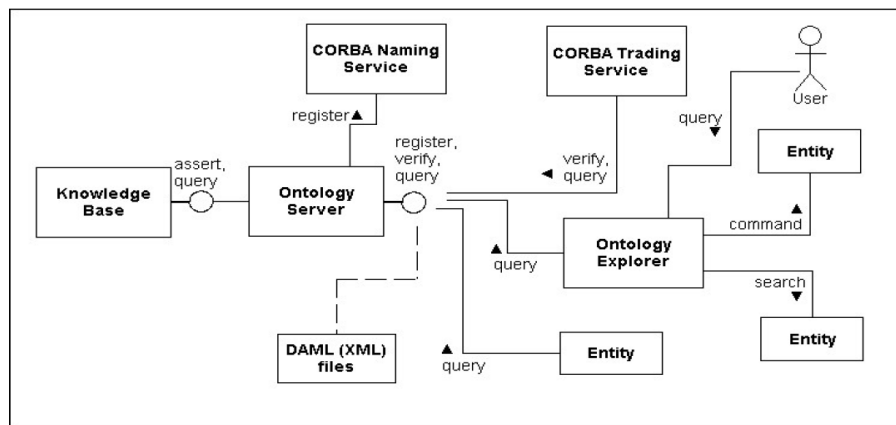 CORBA Naming
Service
CORBA Trading
Service
User
register
register,
verify,
query
verify,
query
query
Entity
assert,
query
Knowledge
Base
Ontology
Server
Ontology
Explorer
command
query
search
DAML (XML)
files
query
Entity
Entity